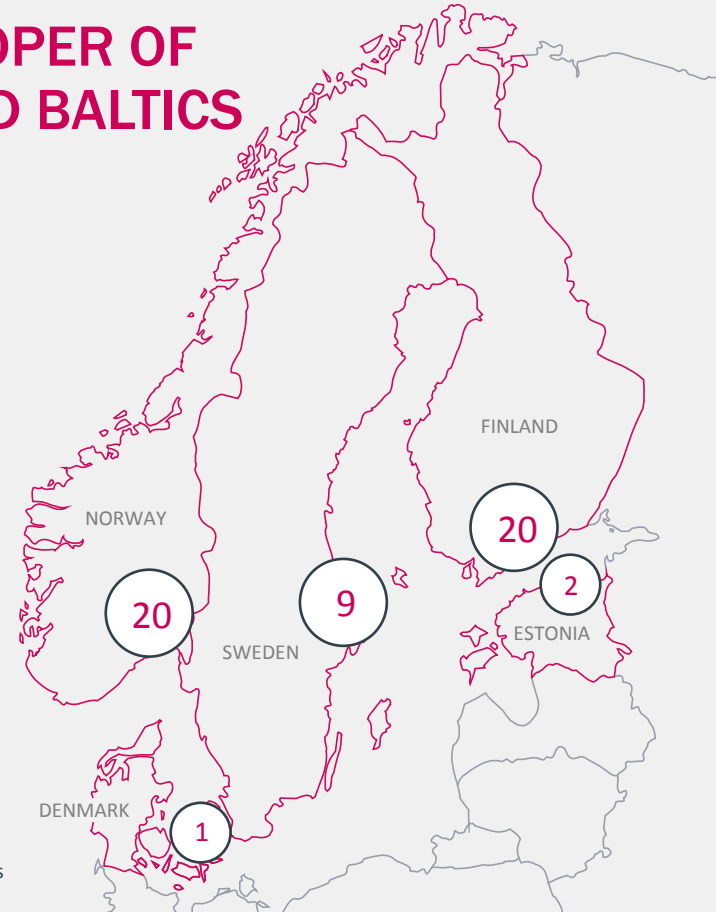 OPER OF
D BALTICS
FINLAND
NORWAY
20
2
20
9
ESTONIA
SWEDEN
DENMARK
1
s